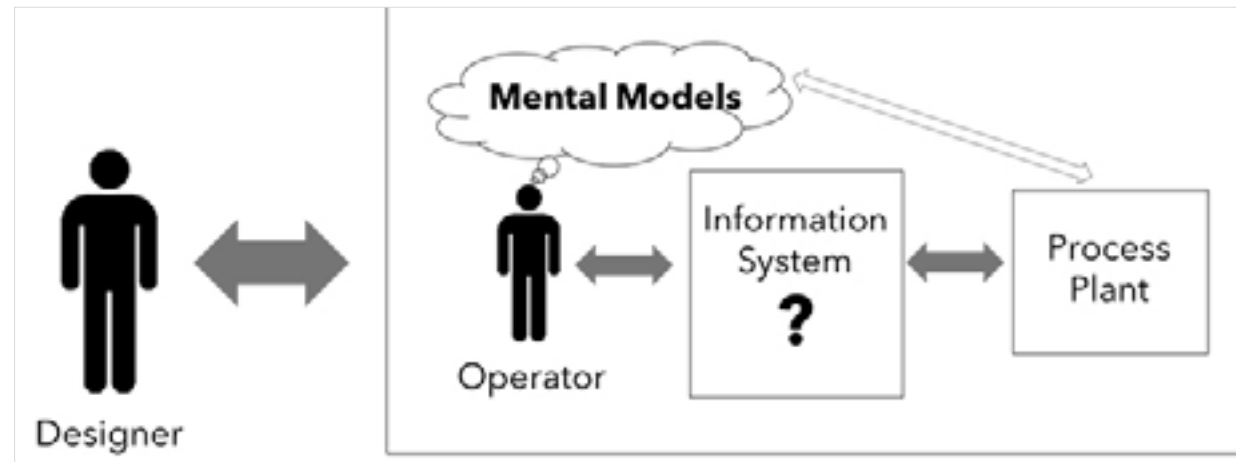 Mental Models
Information
System
?
Process
Plant
Operator
Designer